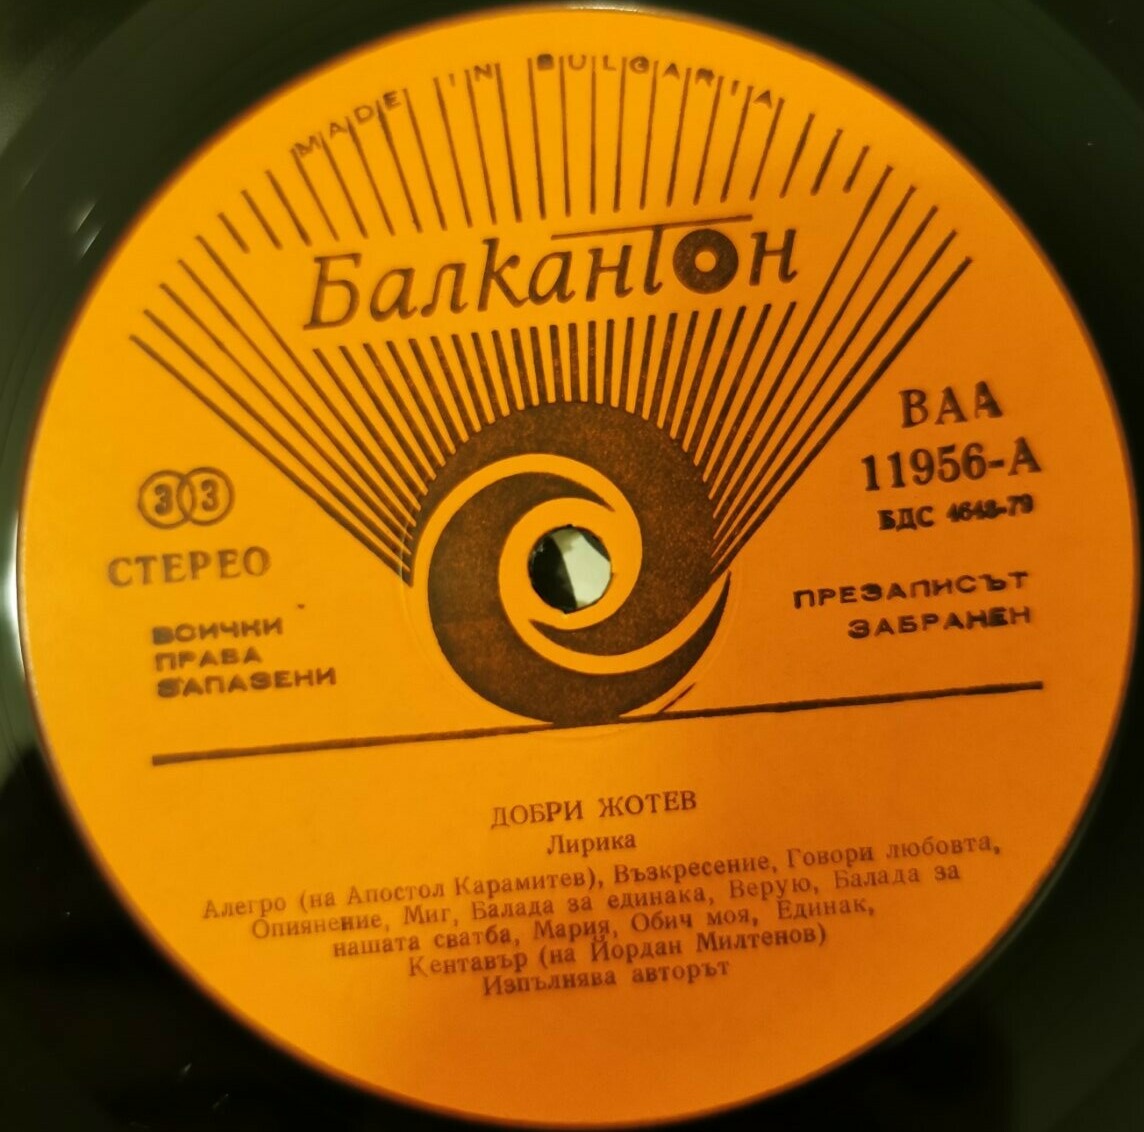 MADE IN BULGARIA
Балкантон
ВАА
11956-А
БДС 4648-79
33
СТЕРЕО
ВСИЧКИ
ПРАВА
ЗАПАЗЕНИ
ПРЕЗАПИСЪТ
ЗАБРАНЕН
ДОБРИ ЖОТЕВ
Лирика
Алегро (на Апостол Карамитев), Възкресение, Говори любовта,
Опиянение, Миг, Балада за единака, Верую, Балада за
нашата сватба, Мария, Обич моя, Единак,
Кентавър (на Йордан Милтенов)
Изпълнява авторът